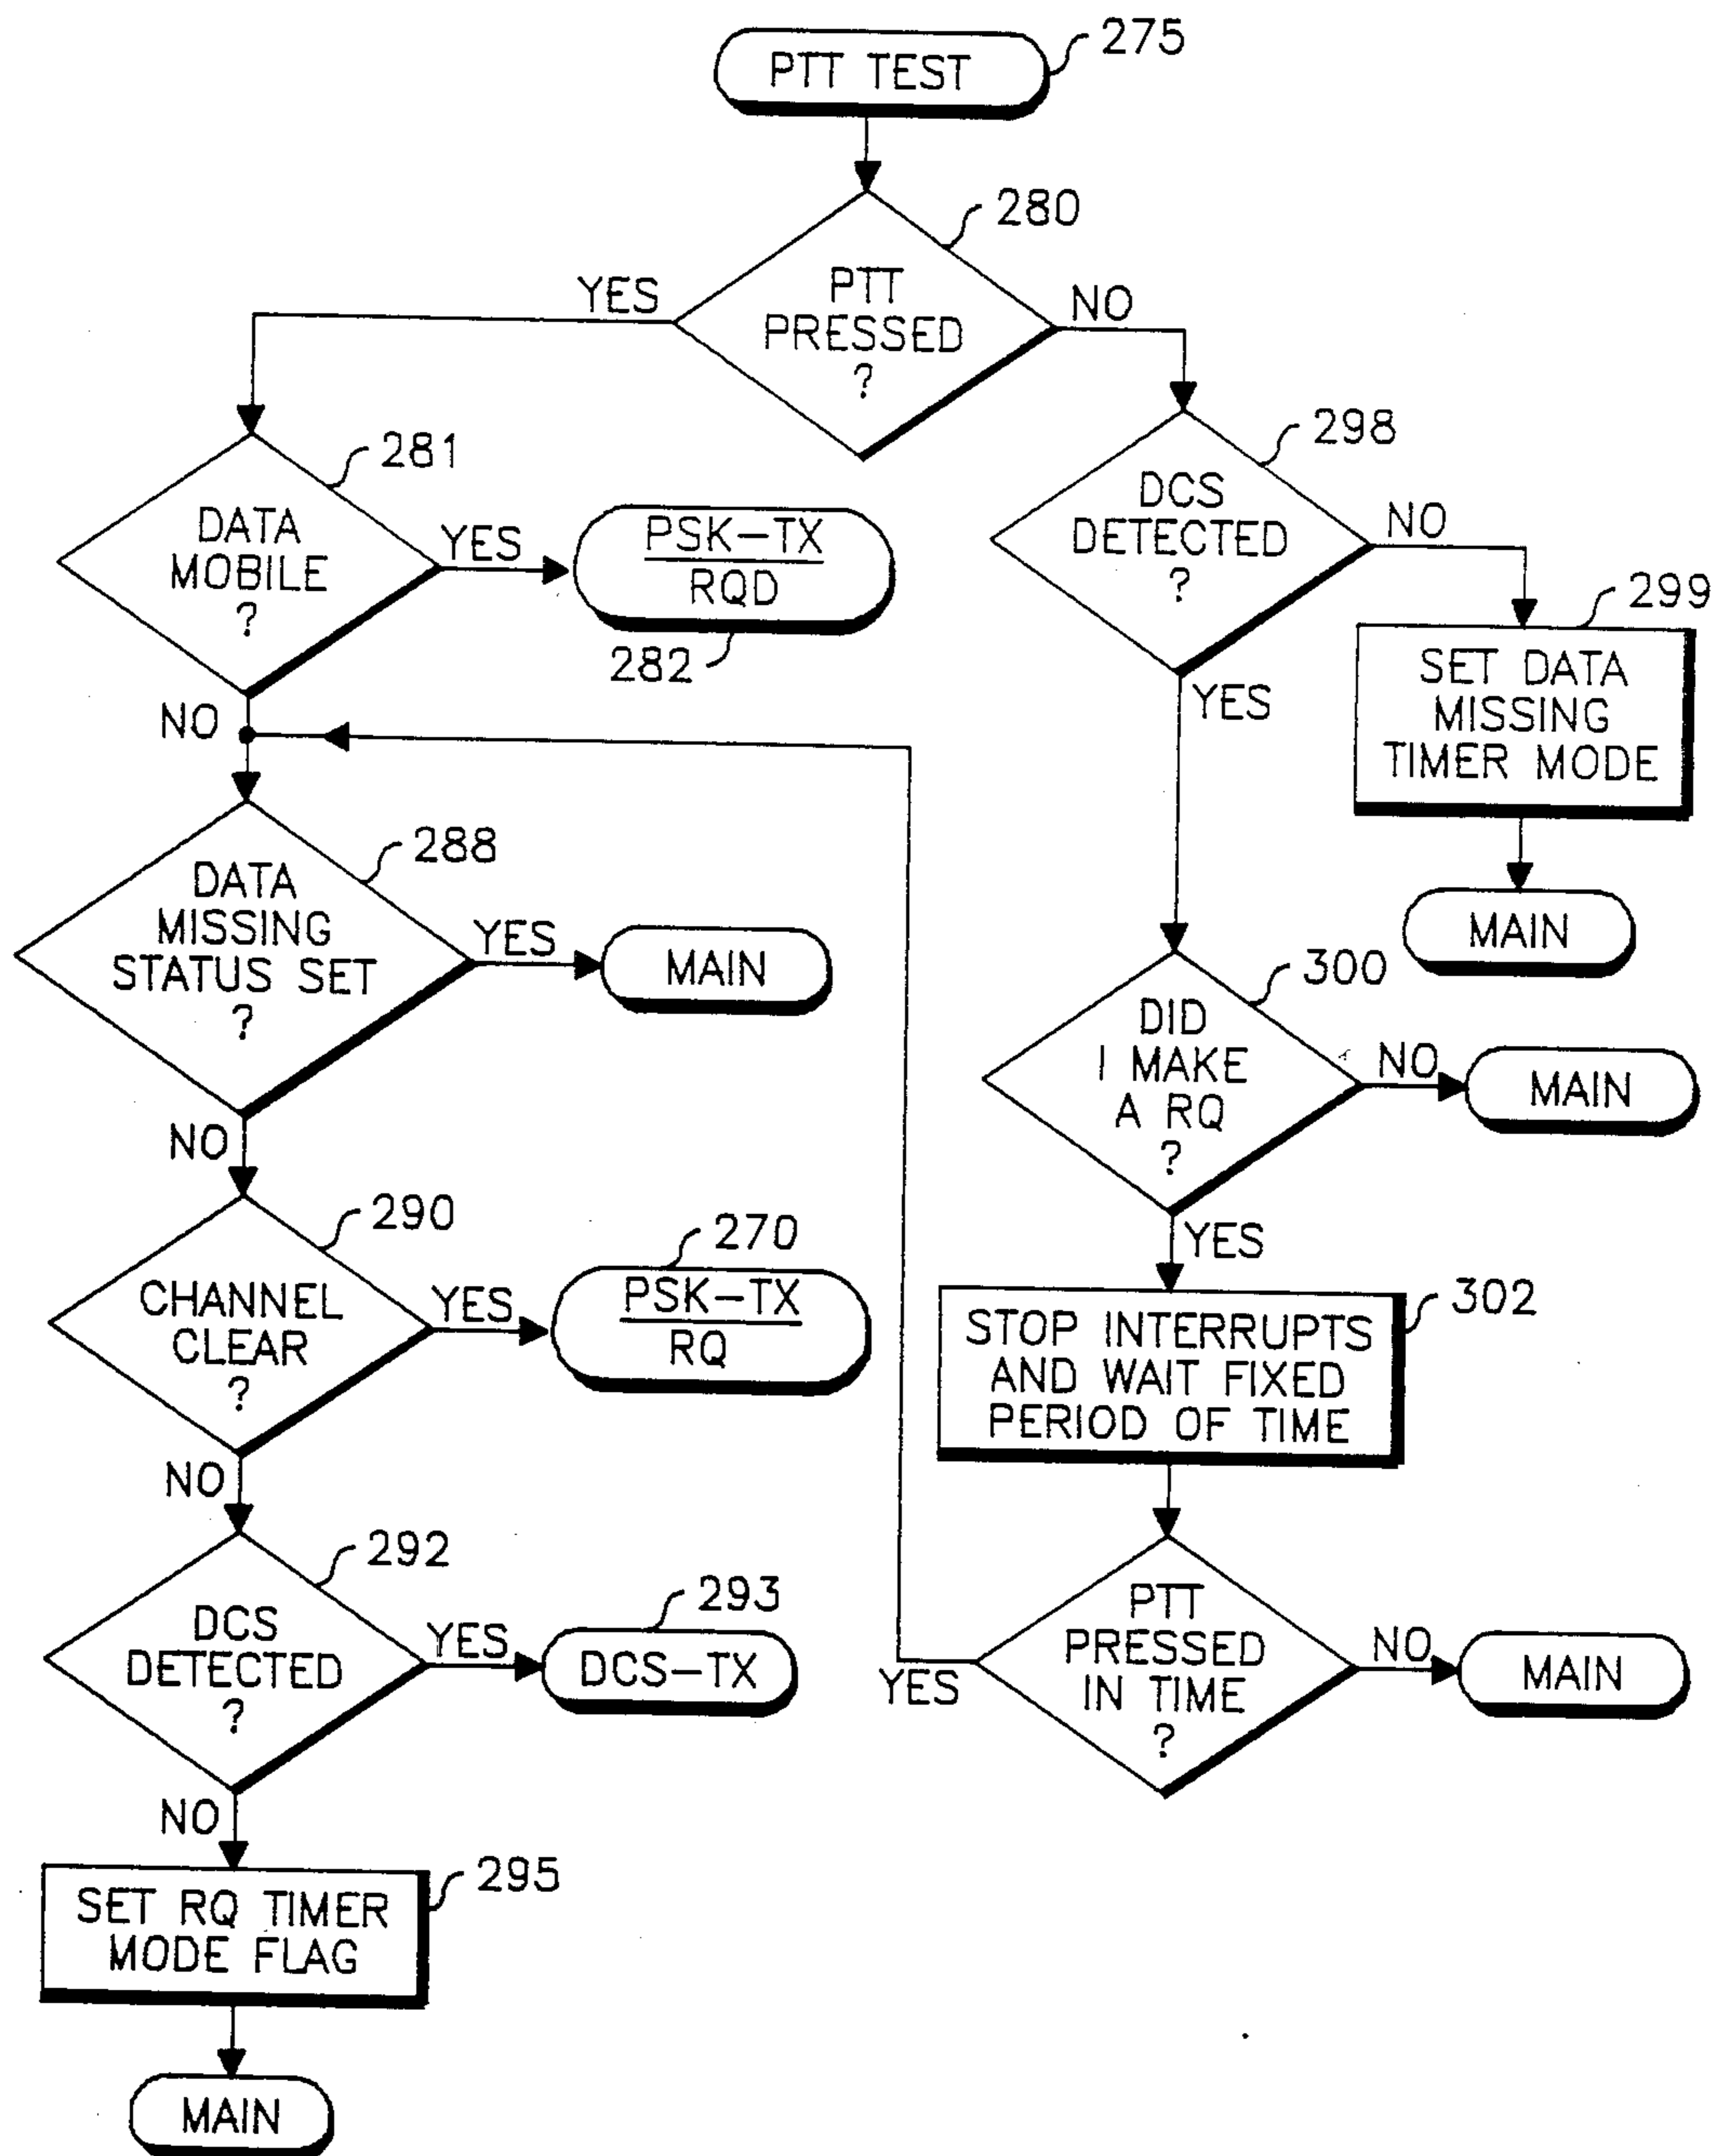 PTT TEST
275
280
PTT
PRESSED
?
YES
NO
281
DATA
MOBILE
?
YES
PSK-TX
RQD
282
NO
298
DCS
DETECTED
?
NO
YES
299
SET DATA
MISSING
TIMER MODE
MAIN
288
DATA
MISSING
STATUS SET
?
YES
MAIN
NO
300
DID
I MAKE
A RQ
?
NO
MAIN
YES
290
CHANNEL
CLEAR
?
YES
270
PSK-TX
RQ
NO
302
STOP INTERRUPTS
AND WAIT FIXED
PERIOD OF TIME
292
DCS
DETECTED
?
YES
293
DCS-TX
NO
PTT
PRESSED
IN TIME
?
YES
NO
MAIN
295
SET RQ TIMER
MODE FLAG
MAIN